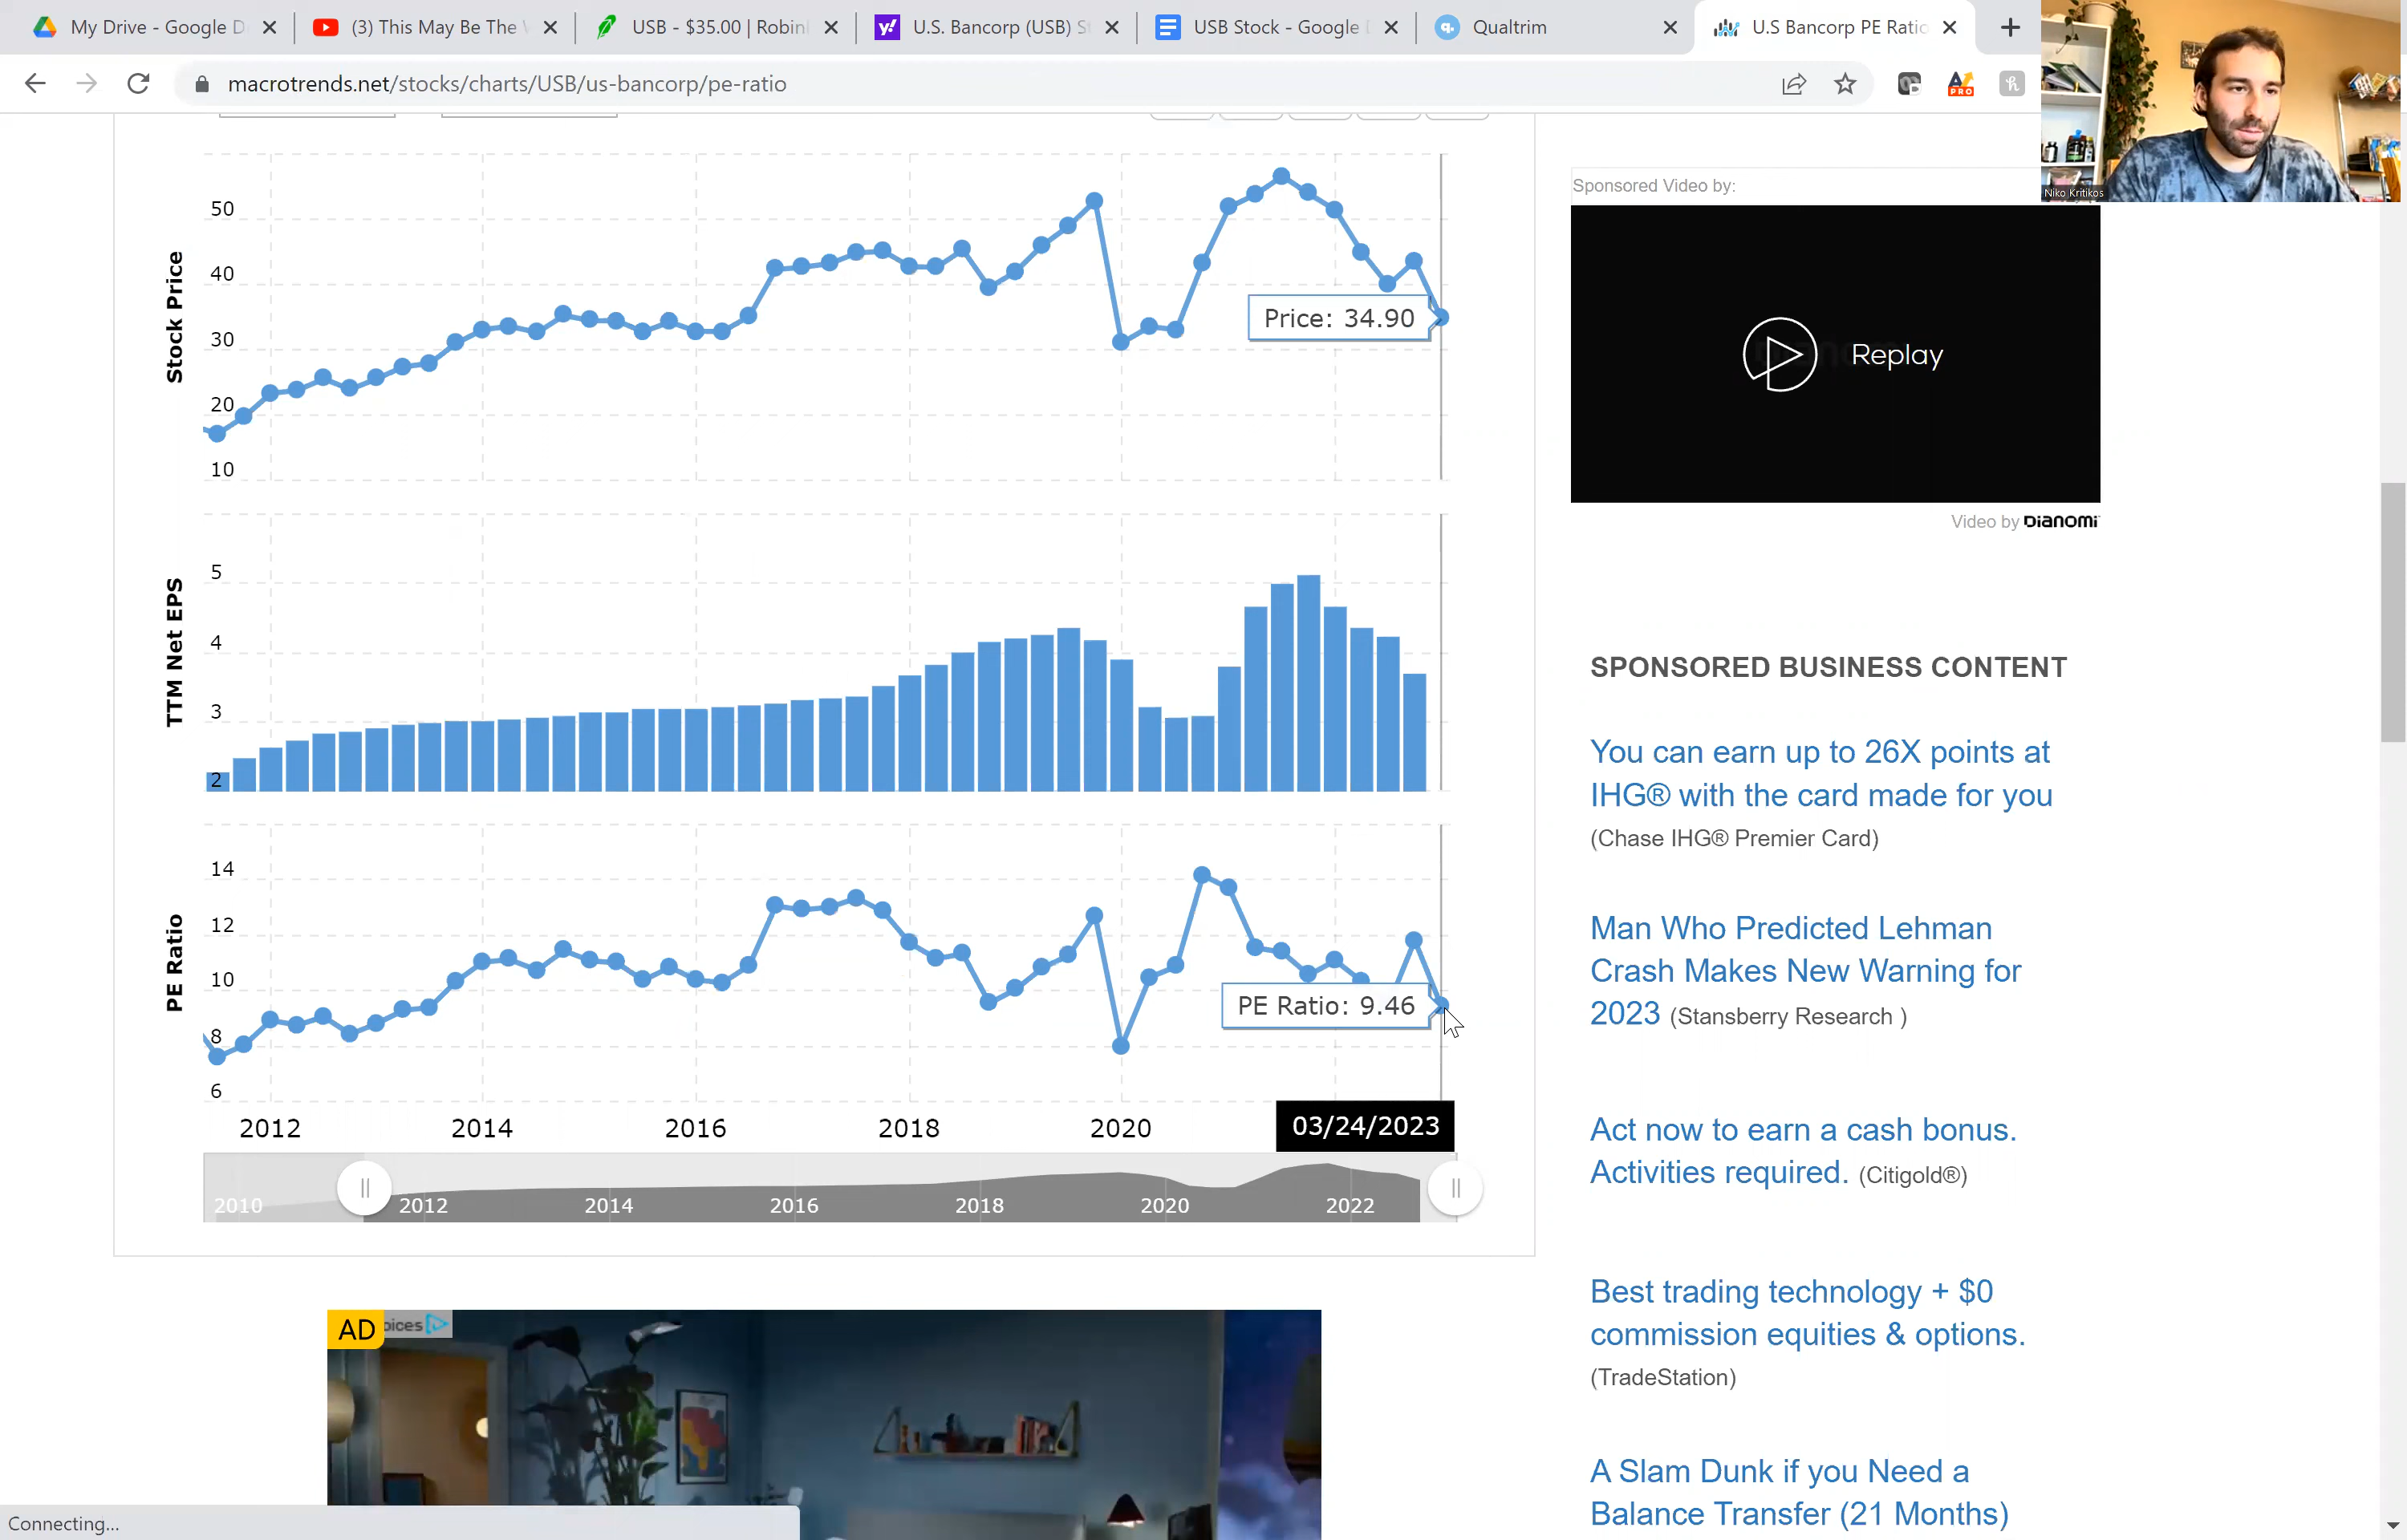 My Drive - Google D
(3) This May Be The
USB - $35.00 | Robin
U.S. Bancorp (USB) S
USB Stock - Google
Qualtrim
U.S Bancorp PE Ratio
macrotrends.net/stocks/charts/USB/us-bancorp/pe-ratio
PRO
Niko Kritikos
Stock Price
50
40
30
20
10
Price: 34.90
TTM Net EPS
5
4
3
2
PE Ratio
14
12
10
8
6
PE Ratio: 9.46
2012
2014
2016
2018
2020
03/24/2023
2010
2012
2014
2016
2018
2020
2022
Sponsored Video by:
Replay
Video by DIANOMI
SPONSORED BUSINESS CONTENT
You can earn up to 26X points at
IHG® with the card made for you
(Chase IHG® Premier Card)
Man Who Predicted Lehman
Crash Makes New Warning for
2023 (Stansberry Research )
Act now to earn a cash bonus.
Activities required. (Citigold®)
Best trading technology + $0
commission equities & options.
(TradeStation)
A Slam Dunk if you Need a
Balance Transfer (21 Months)
AD
oices
Connecting...